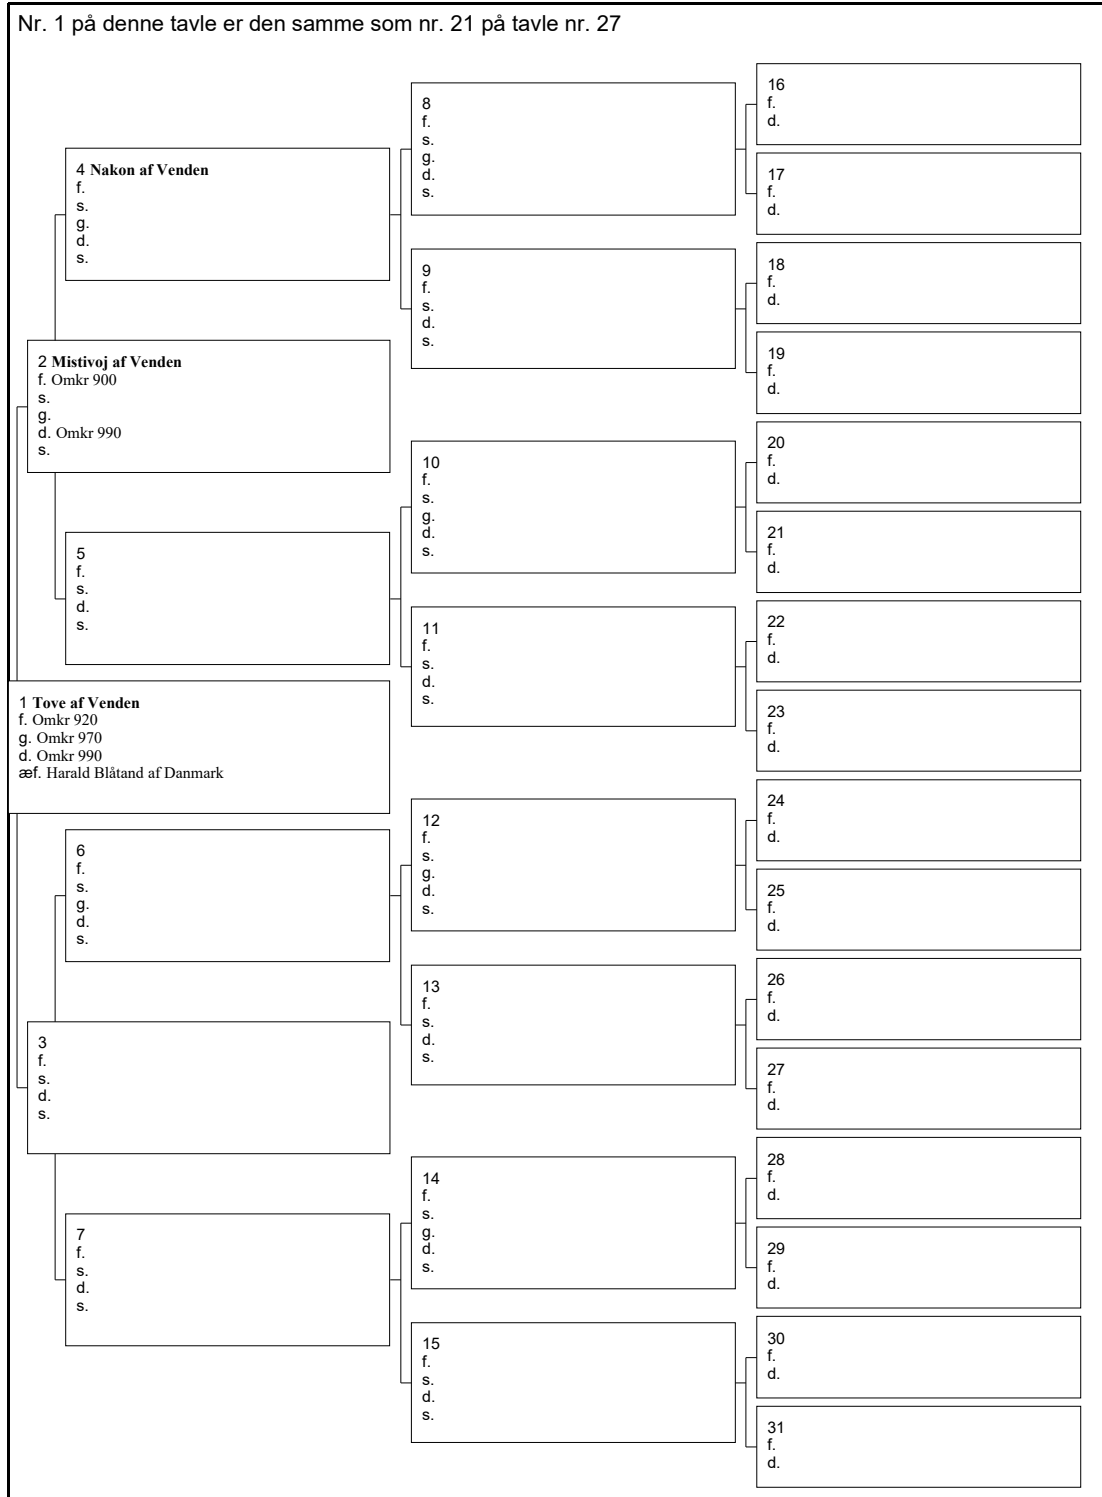 Nr. 1 på denne tavle er den samme som nr. 21 på tavle nr. 27
4 Nakon af Venden
f.
s.
g.
d.
s.
2 Mistivoj af Venden
f. Omkr 900
s.
g.
d. Omkr 990
s.
5
f.
s.
d.
s.
1 Tove af Venden
f. Omkr 920
g. Omkr 970
d. Omkr 990
æf. Harald Blåtand af Danmark
6
f.
s.
g.
d.
s.
3
f.
s.
d.
s.
7
f.
s.
d.
s.
8
f.
s.
g.
d.
s.
9
f.
s.
d.
s.
10
f.
s.
g.
d.
s.
11
f.
s.
d.
s.
12
f.
s.
g.
d.
s.
13
f.
s.
d.
s.
14
f.
s.
g.
d.
s.
15
f.
s.
d.
s.
16
f.
d.
17
f.
d.
18
f.
d.
19
f.
d.
20
f.
d.
21
f.
d.
22
f.
d.
23
f.
d.
24
f.
d.
25
f.
d.
26
f.
d.
27
f.
d.
28
f.
d.
29
f.
d.
30
f.
d.
31
f.
d.